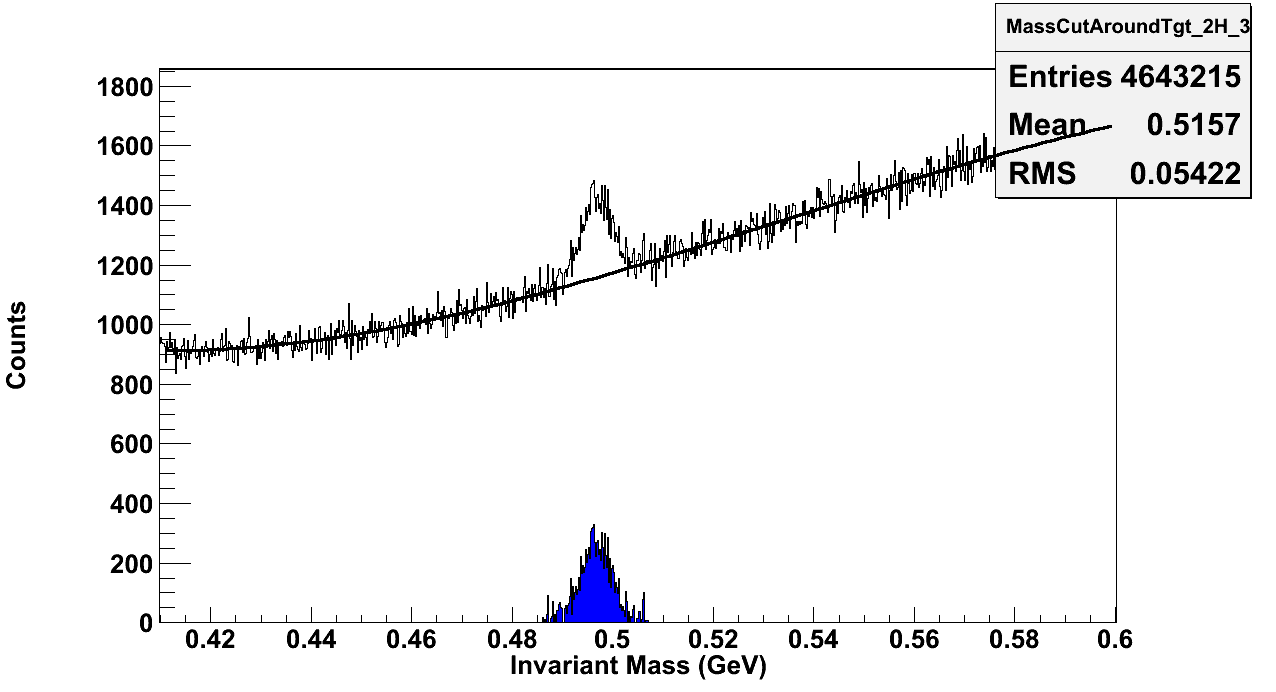 MassCutAroundTgt_2H_3
Entries 4643215
Mean 0.5157
RMS 0.05422
1800
1600
1400
1200
1000
800
600
400
200
0
Counts
0.42 0.44 0.46 0.48 0.5 0.52 0.54 0.56 0.58 0.6
Invariant Mass (GeV)